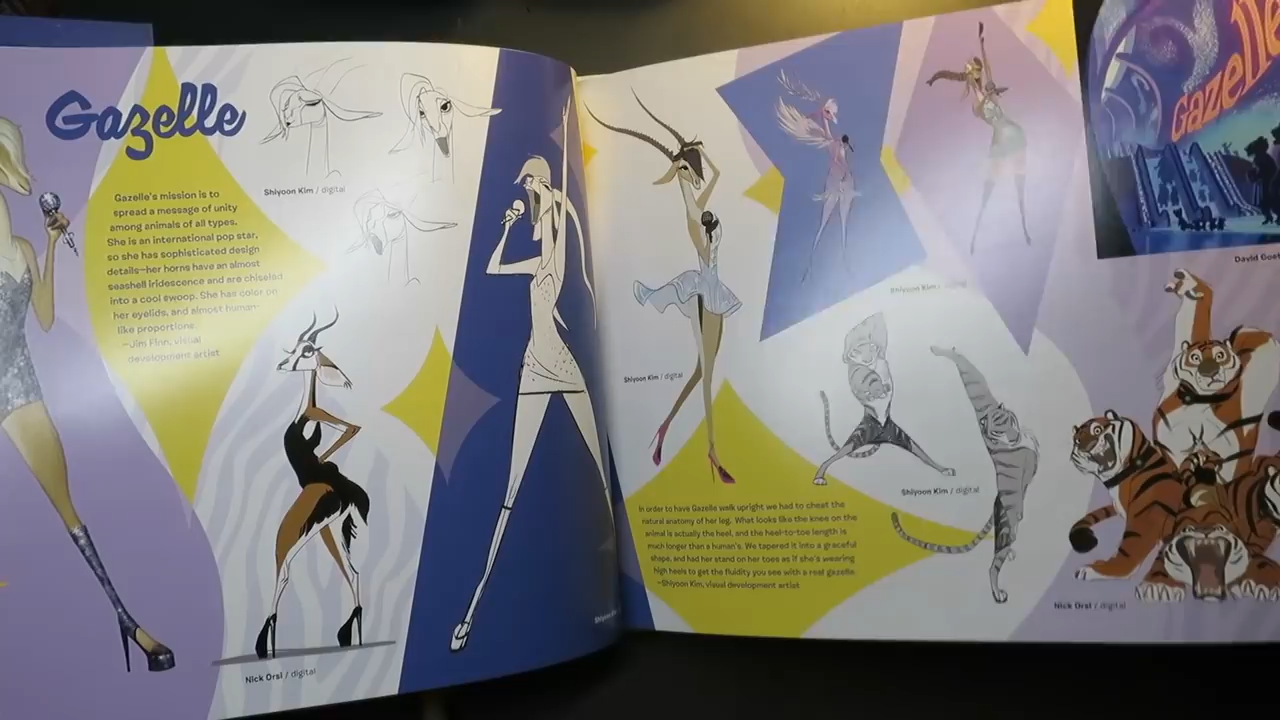 Gazelle
Gazelle's mission is to
spread a message of unity
among animals of all types.
She is an international pop star,
so she has sophisticated design
details—her horns have an almost
seashell iridescence and are chiseled
into a cool swoop. She has color on
her eyelids, and almost human-
like proportions.
—Jim Finn, visual
development artist
Shiyoon Kim / digital
Nick Orsi / digital
Shiyoon
Shiyoon Kim / digital
In order to have Gazelle walk upright we had to cheat the
natural anatomy of her leg. What looks like the knee on the
animal is actually the heel, and the heel-to-toe length is
much longer than a human's. We tapered it into a graceful
shape, and had her stand on her toes as if she's wearing
high heels to get the fluidity you see with a real gazelle.
—Shiyoon Kim, visual development artist
Shiyoon Kim / digital
Shiyoon Kim / digital
Gazelle
David Goet
Nick Orsi / digital